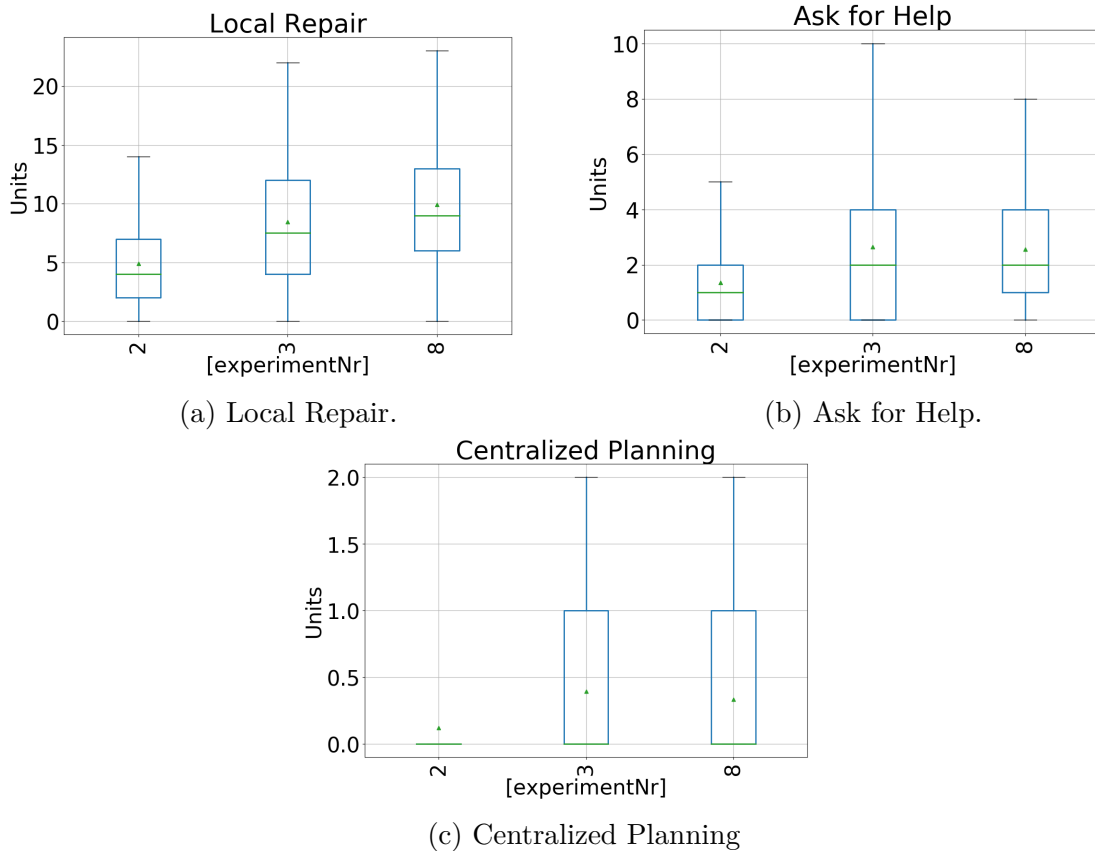 Local Repair
Units
20
15
10
5
0
2
3
8
[experimentNr]
(a) Local Repair.
Ask for Help
Units
10
8
6
4
2
0
2
3
8
[experimentNr]
(b) Ask for Help.
Centralized Planning
Units
2.0
1.5
1.0
0.5
0.0
2
3
8
[experimentNr]
(c) Centralized Planning